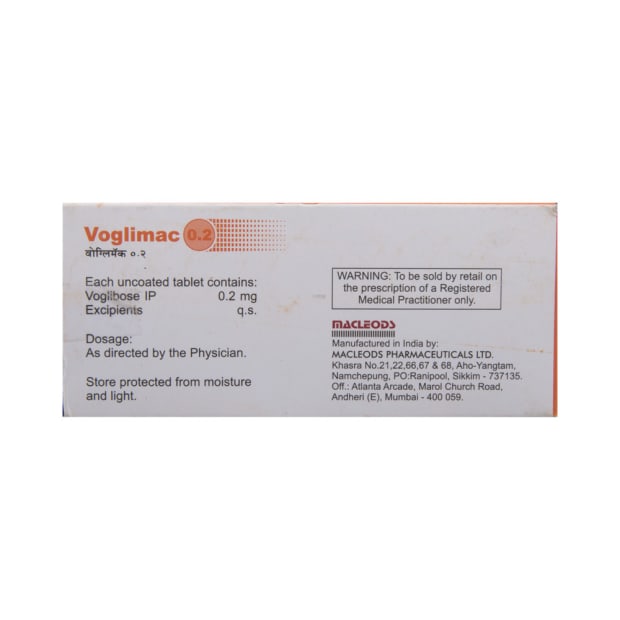 Voglimac 0.2
वोग्लिमॅक ०.२
Each uncoated tablet contains:
Voglibose IP 0.2 mg
Excipients q.s.
Dosage:
As directed by the Physician.
Store protected from moisture
and light.
WARNING: To be sold by retail on
the prescription of a Registered
Medical Practitioner only.
MACLEODS
Manufactured in India by:
MACLEODS PHARMACEUTICALS LTD.
Khasra No.21,22,66,67 & 68, Aho-Yangtam,
Namchepung, PO:Ranipool, Sikkim - 737135.
Off.: Atlanta Arcade, Marol Church Road,
Andheri (E), Mumbai - 400 059.